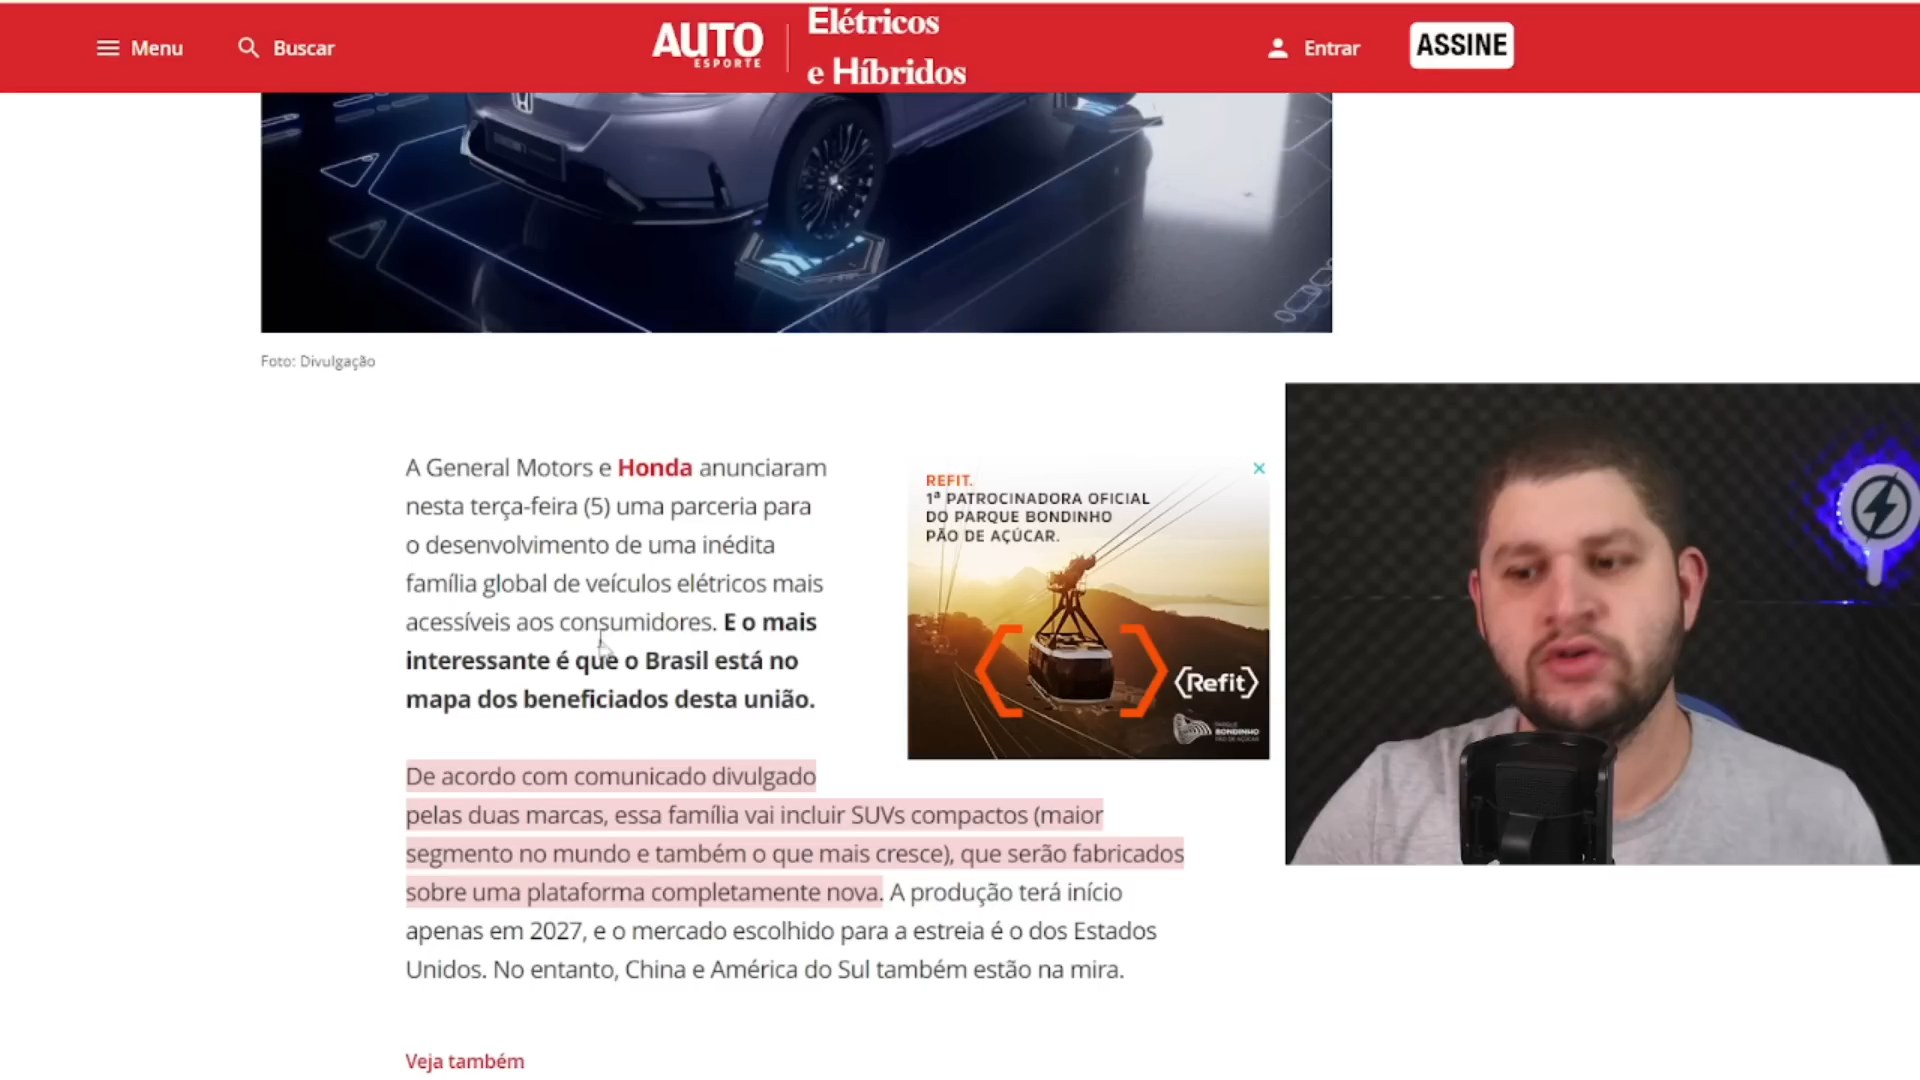 Menu
Buscar
AUTO
ESPORTE
Elétricos
e Híbridos
Entrar
ASSINE
Foto: Divulgação
A General Motors e Honda anunciaram
nesta terça-feira (5) uma parceria para
o desenvolvimento de uma inédita
família global de veículos elétricos mais
acessíveis aos consumidores. E o mais
interessante é que o Brasil está no
mapa dos beneficiados desta união.
REFIT.
1ª PATROCINADORA OFICIAL
DO PARQUE BONDINHO
PÃO DE AÇÚCAR.
Refit
PARQUE
BONDINHO
PÃO DE AÇÚCAR
De acordo com comunicado divulgado
pelas duas marcas, essa família vai incluir SUVs compactos (maior
segmento no mundo e também o que mais cresce), que serão fabricados
sobre uma plataforma completamente nova. A produção terá início
apenas em 2027, e o mercado escolhido para a estreia é o dos Estados
Unidos. No entanto, China e América do Sul também estão na mira.
Veja também